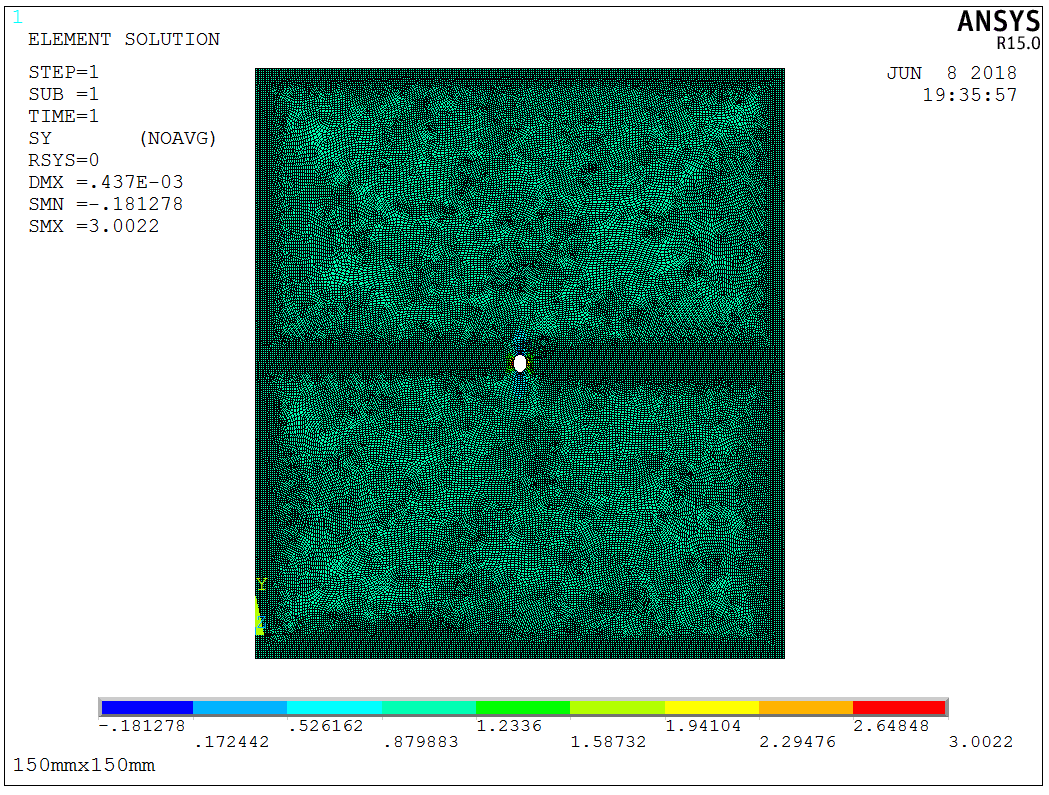 1
ANSYS
R15.0
ELEMENT SOLUTION
STEP=1
SUB =1
TIME=1
SY (NOAVG)
RSYS=0
DMX =.437E-03
SMN =-.181278
SMX =3.0022
JUN 8 2018
19:35:57
Y
-.181278 .526162 1.2336 1.94104 2.64848
.172442 .879883 1.58732 2.29476 3.0022
150mmx150mm